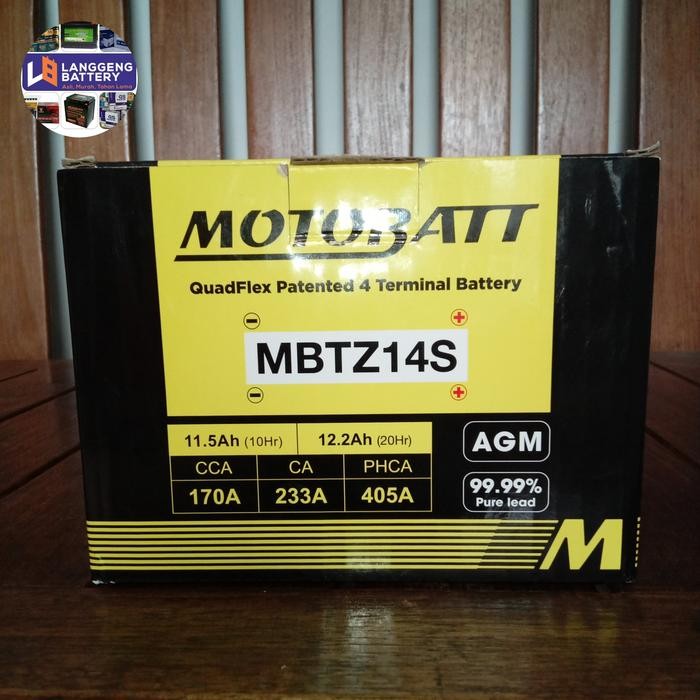 LANGGENG
BATTERY
Asli, Murah, Tahan Lama
MOTOBATT
QuadFlex Patented 4 Terminal Battery
- +
MBTZ14S
- +
11.5Ah (10Hr) 12.2Ah (20Hr)
CCA CA PHCA
170A 233A 405A
AGM
99.99%
Pure lead
M